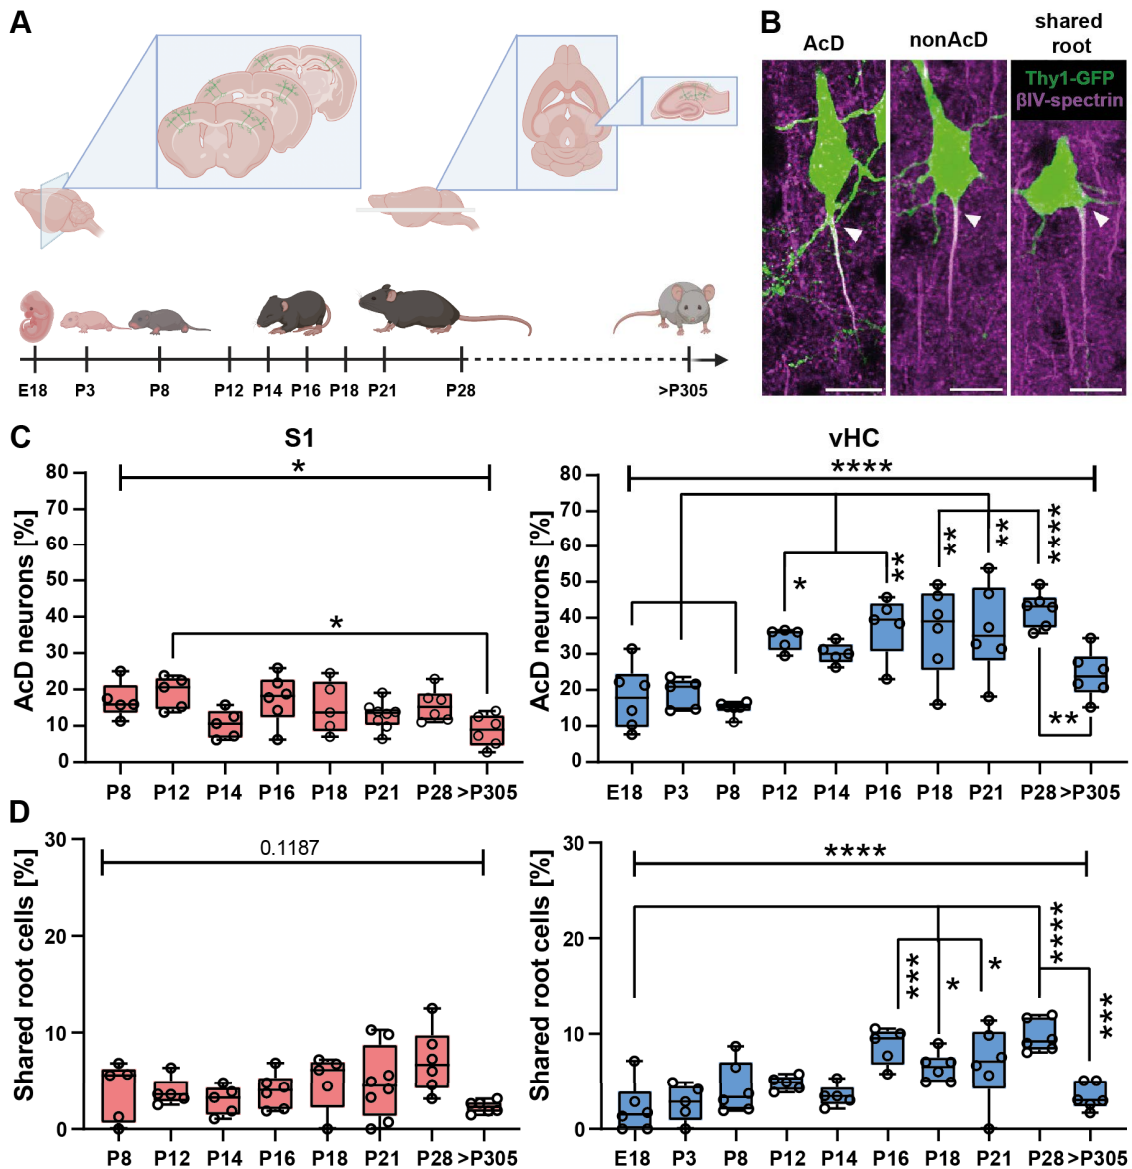 A
B
AcD
nonAcD
shared
root
Thy1-GFP
βIV-spectrin
E18 P3 P8 P12 P14 P16 P18 P21 P28 >P305
C
S1
vHC
AcD neurons [%]
80
70
60
50
40
30
20
10
0
*
*
P8 P12 P14 P16 P18 P21 P28 >P305
AcD neurons [%]
80
70
60
50
40
30
20
10
0
****
*
**
**
**
****
**
E18 P3 P8 P12 P14 P16 P18 P21 P28 >P305
D
Shared root cells [%]
30
20
10
0
0.1187
P8 P12 P14 P16 P18 P21 P28 >P305
Shared root cells [%]
30
20
10
0
****
***
*
*
****
***
E18 P3 P8 P12 P14 P16 P18 P21 P28 >P305